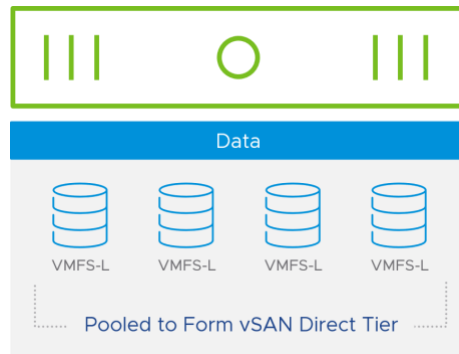 Data
VMFS-L VMFS-L VMFS-L VMFS-L
Pooled to Form vSAN Direct Tier